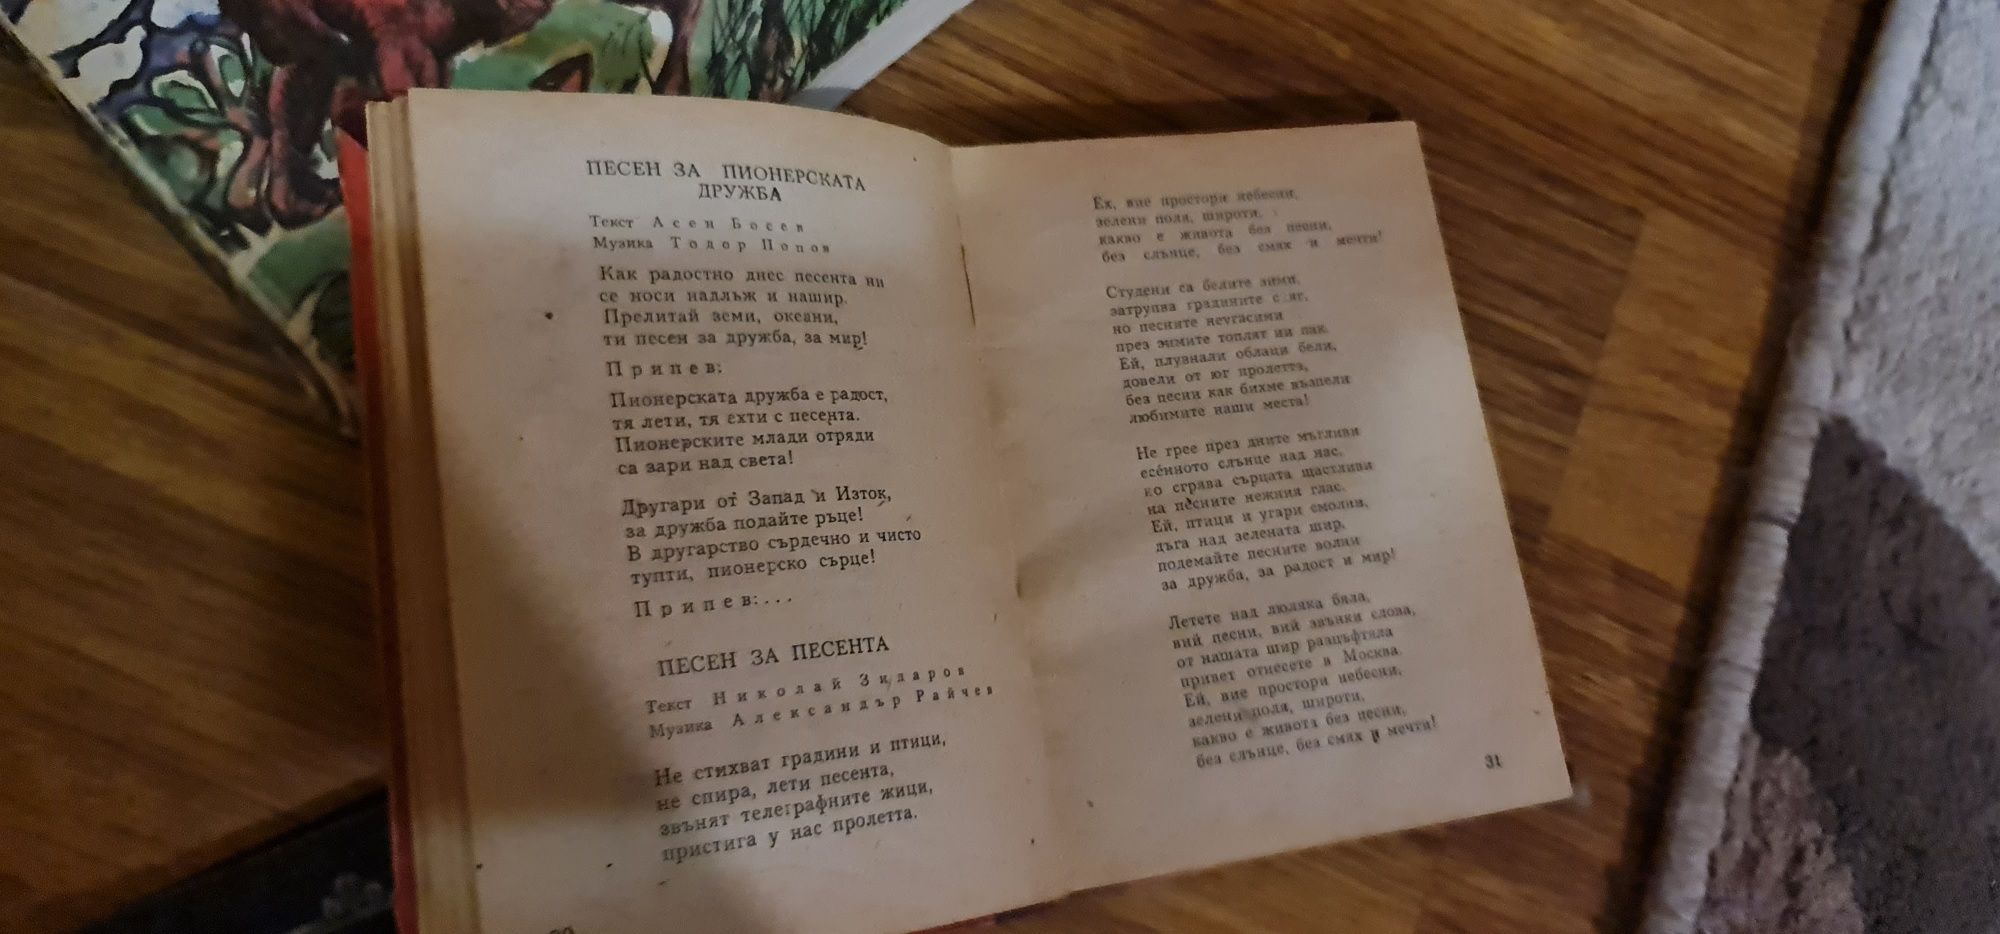 ПЕСЕН ЗА ПИОНЕРСКАТА
ДРУЖБА
Текст Асен Босев
Музика Тодор Попов
Как радостно днес песента ни
се носи надлъж и нашир.
Прелитай земи, океани,
ти песен за дружба, за мир!
Припев:
Пионерската дружба е радост,
тя лети, тя ехти с песента.
Пионерските млади отряди
са зари над света!
Другари от Запад и Изток,
за дружба подайте ръце!
В другарство сърдечно и чисто
тупти, пионерско сърце!
Припев:...
ПЕСЕН ЗА ПЕСЕНТА
Текст Николай Зидаров
Музика Александър Райчев
Не стихват градини и птици,
не спира, лети песента,
звънят телеграфните жици,
пристига у нас пролетта.
Ех, вие простори небесни,
зелени поля, широти,
какво е живота без песни,
без слънце, без смях и мечти!
Студени са белите зими,
затрупва градините сняг,
но песните неугасими
през зимите топлят ни пак.
Ей, плувнали облаци бели,
довели от юг пролетта,
без песни как бихме възпели
любимите наши места!
Не грее през дните мъгливи
есенното слънце над нас,
но сгрява сърцата щастливи
на песните нежния глас.
Ей, птици и угари смолни,
дъга над зелената шир,
подемайте песните волни
за дружба, за радост и мир!
Летете над люляка бяла,
вий песни, вий звънки слова,
от нашата шир разцъфтяла
привет отнесете в Москва.
Ей, вие простори небесни,
зелени поля, широти,
какво е живота без песни,
без слънце, без смях и мечти!
31